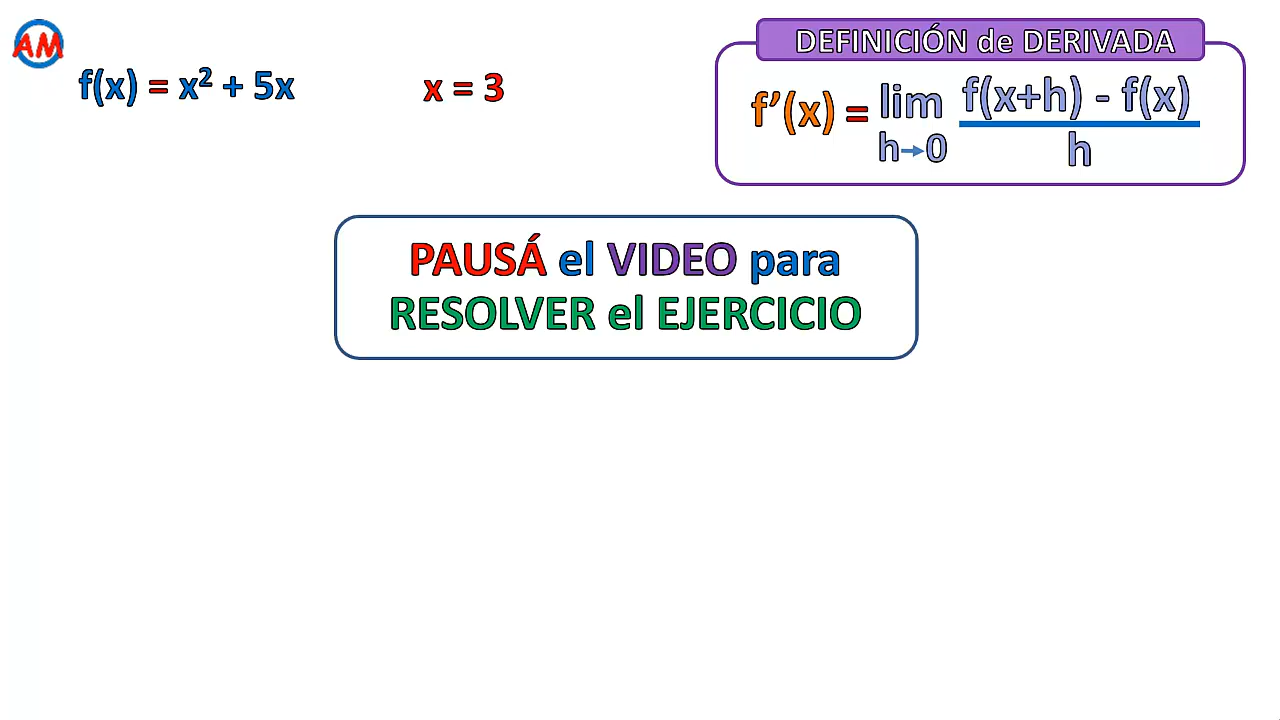 AM
f(x) = x² + 5x
x = 3
DEFINICIÓN de DERIVADA
f’(x) = lim f(x+h) - f(x)
h→0 h
PAUSÁ el VIDEO para
RESOLVER el EJERCICIO